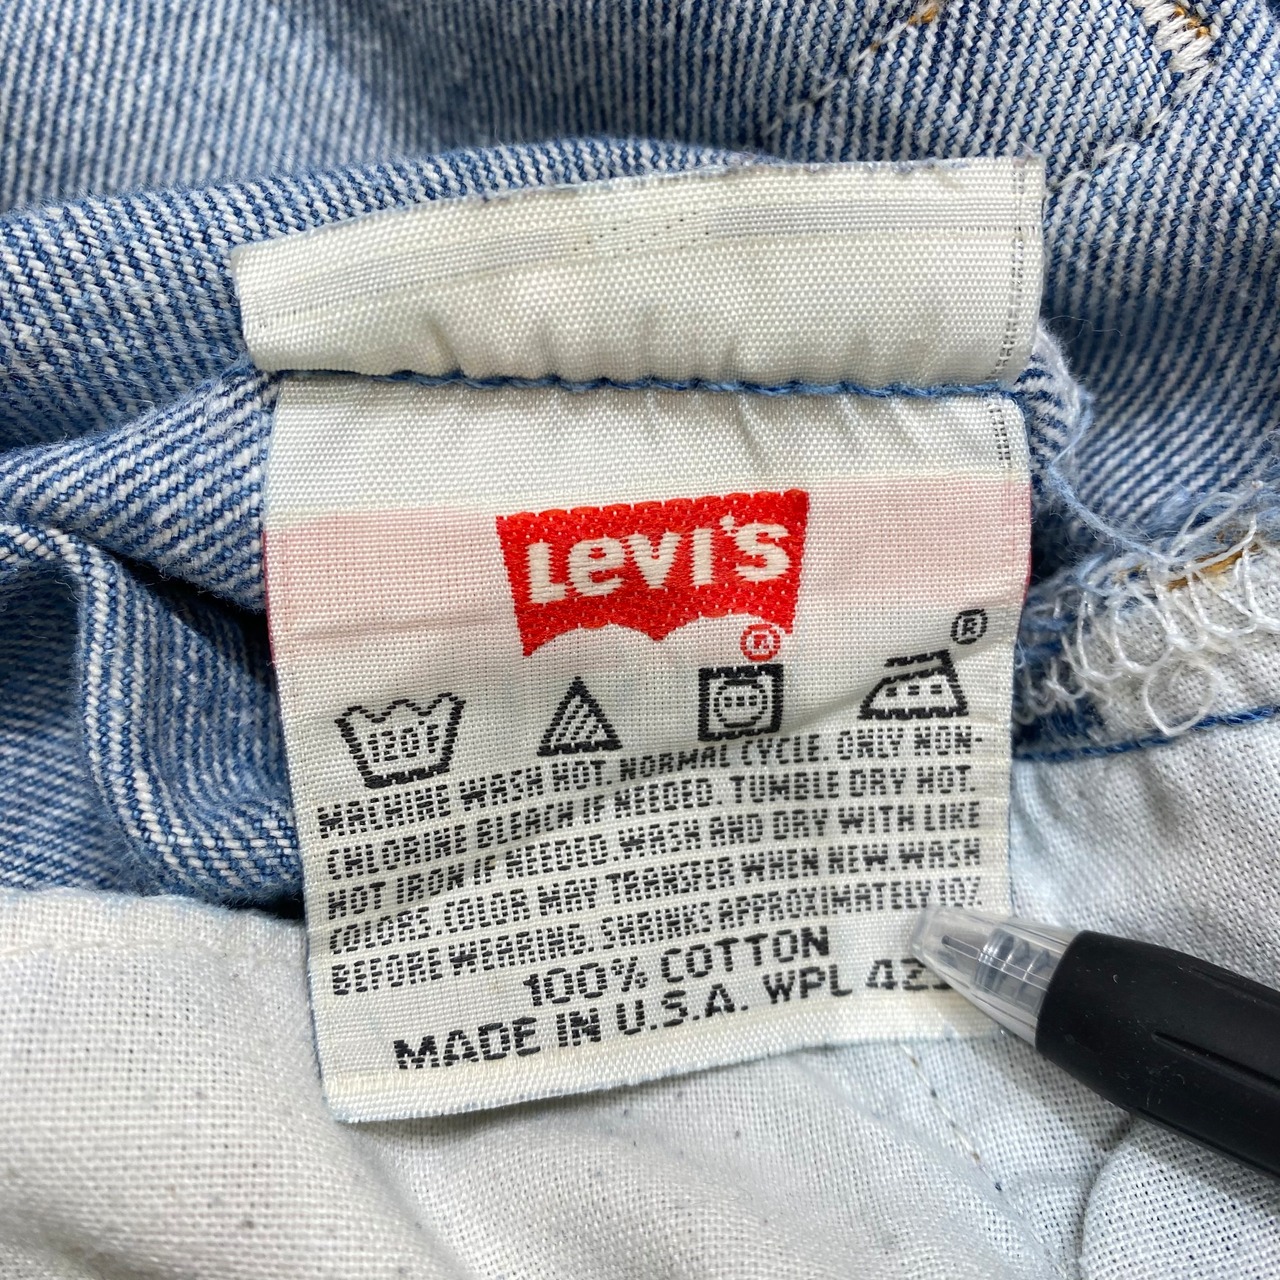 Levi's ®
®
120F
MACHINE WASH HOT. NORMAL CYCLE. ONLY NON-
CHLORINE BLEACH IF NEEDED. TUMBLE DRY HOT.
HOT IRON IF NEEDED. WASH AND DRY WITH LIKE
COLORS. COLOR MAY TRANSFER WHEN NEW. WASH
BEFORE WEARING. SHRINKS APPROXIMATELY 10%
100% COTTON
MADE IN U.S.A. WPL